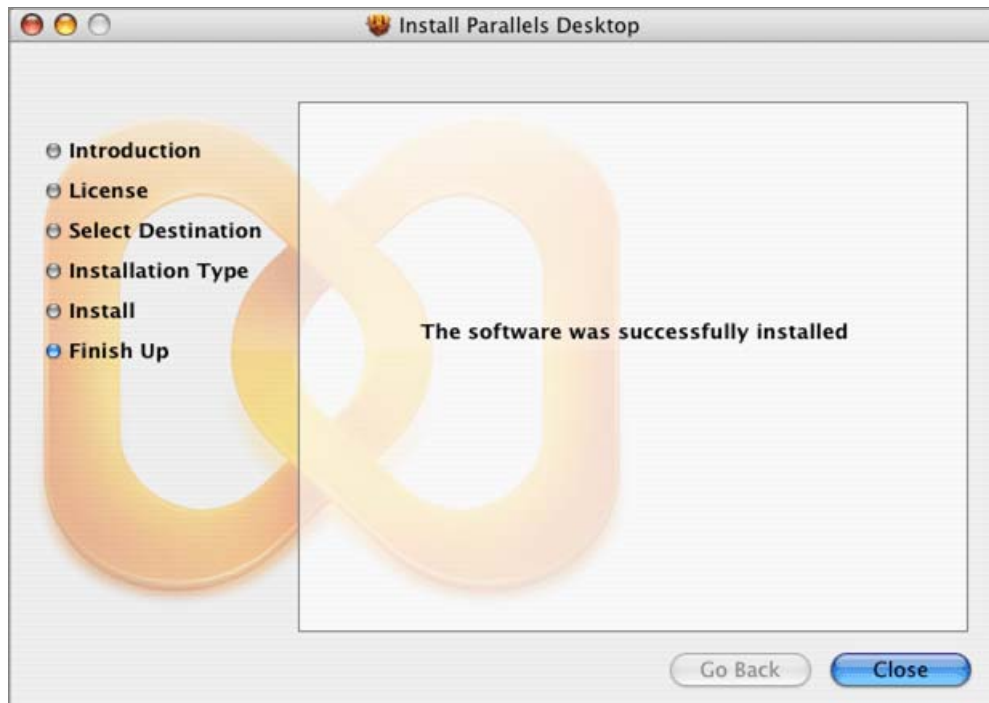 Install Parallels Desktop
Introduction
License
Select Destination
Installation Type
Install
Finish Up
The software was successfully installed
Go Back
Close